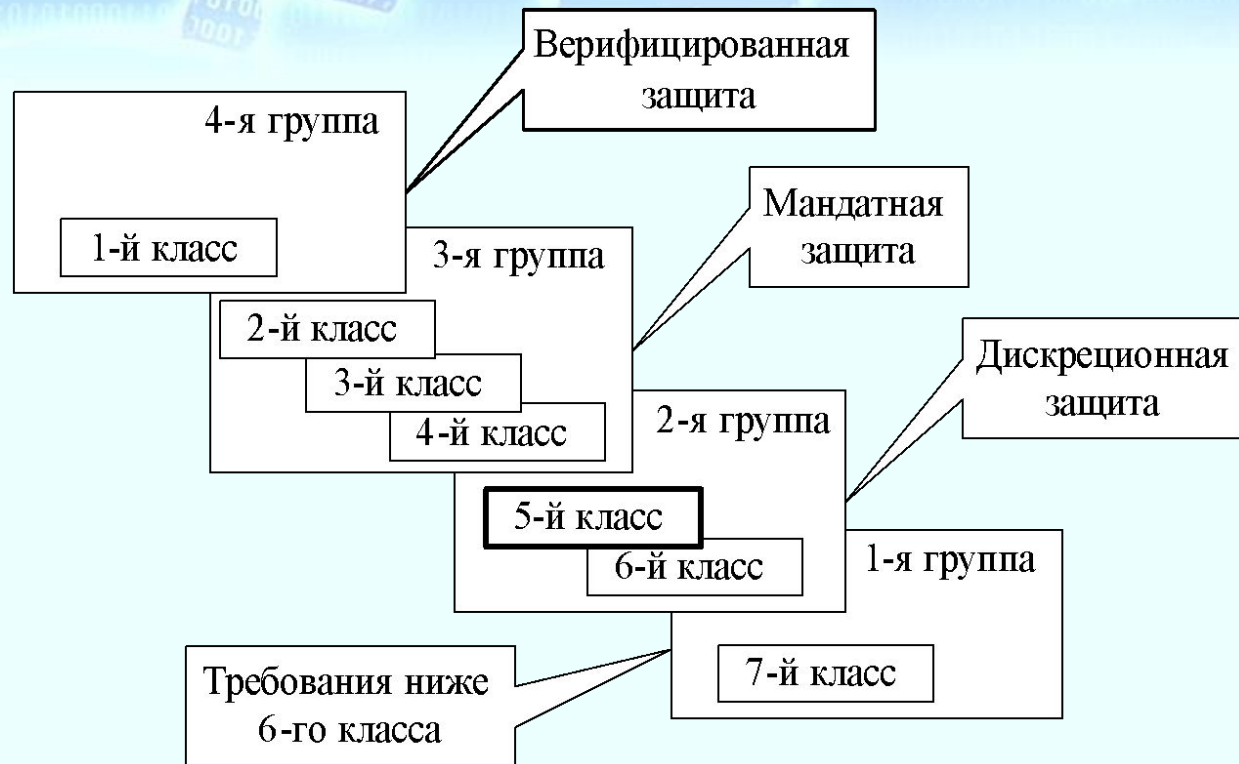 Верифицированная
защита
4-я группа
1-й класс
Мандатная
защита
3-я группа
2-й класс
3-й класс
4-й класс
Дискреционная
защита
2-я группа
5-й класс
6-й класс
1-я группа
7-й класс
Требования ниже
6-го класса